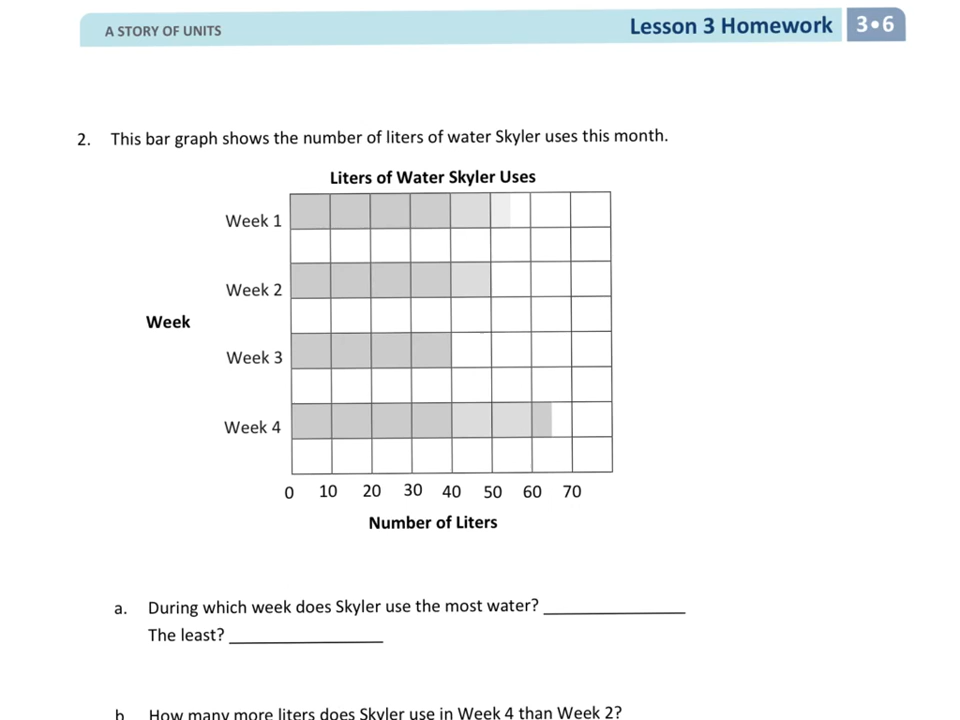 A STORY OF UNITS
Lesson 3 Homework 3•6
2. This bar graph shows the number of liters of water Skyler uses this month.
Liters of Water Skyler Uses
Week 1
Week 2
Week
Week 3
Week 4
0 10 20 30 40 50 60 70
Number of Liters
a. During which week does Skyler use the most water? ________________
The least? _________________
b How many more liters does Skyler use in Week 4 than Week 2?